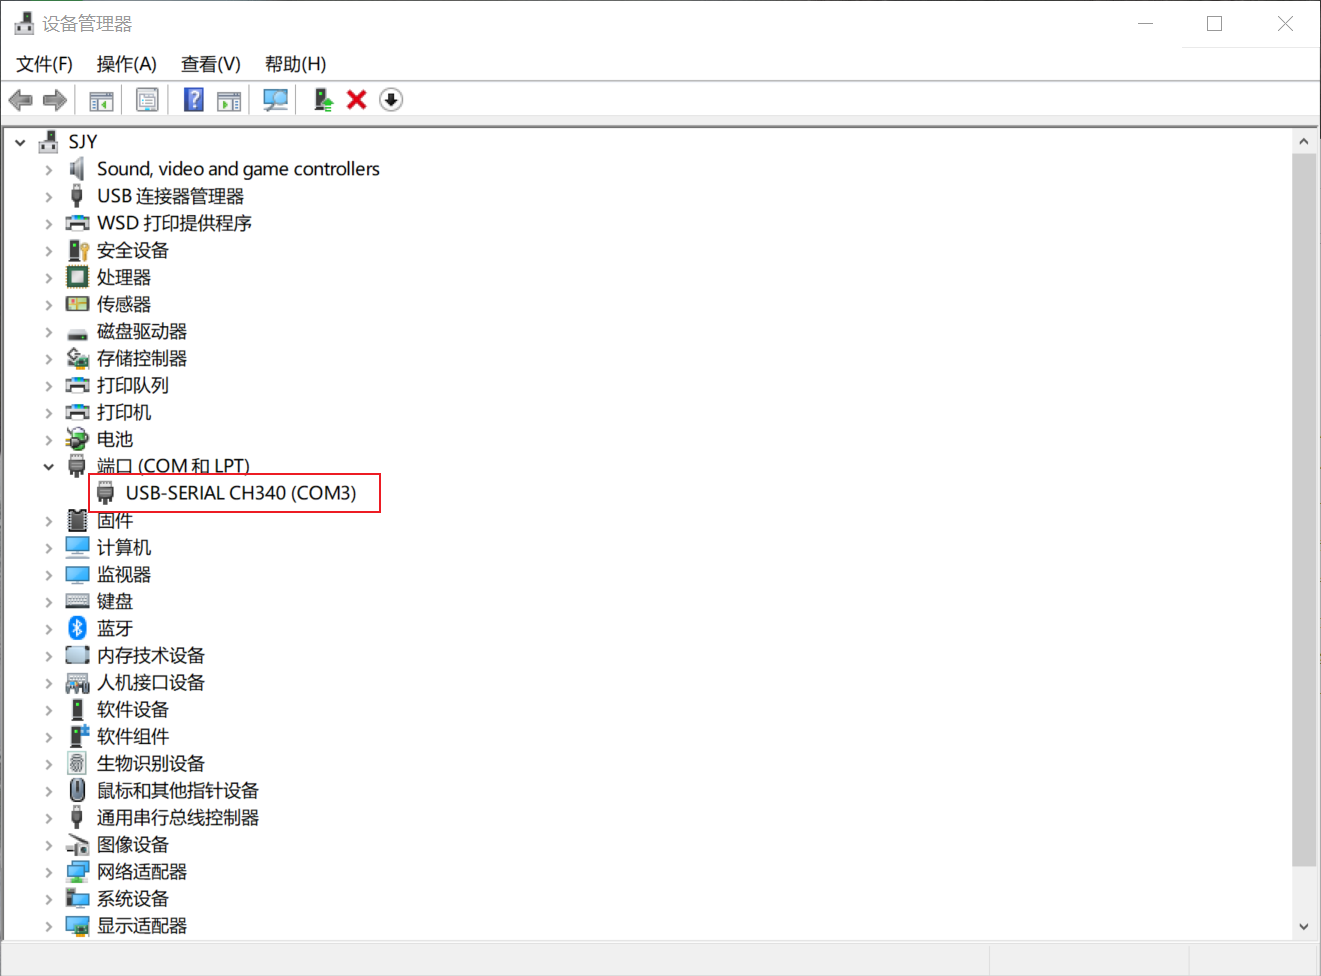 设备管理器
文件(F) 操作(A) 查看(V) 帮助(H)
SJY
Sound, video and game controllers
USB 连接器管理器
WSD 打印提供程序
安全设备
处理器
传感器
磁盘驱动器
存储控制器
打印队列
打印机
电池
端口 (COM 和 LPT)
USB-SERIAL CH340 (COM3)
固件
计算机
监视器
键盘
蓝牙
内存技术设备
人机接口设备
软件设备
软件组件
生物识别设备
鼠标和其他指针设备
通用串行总线控制器
图像设备
网络适配器
系统设备
显示适配器